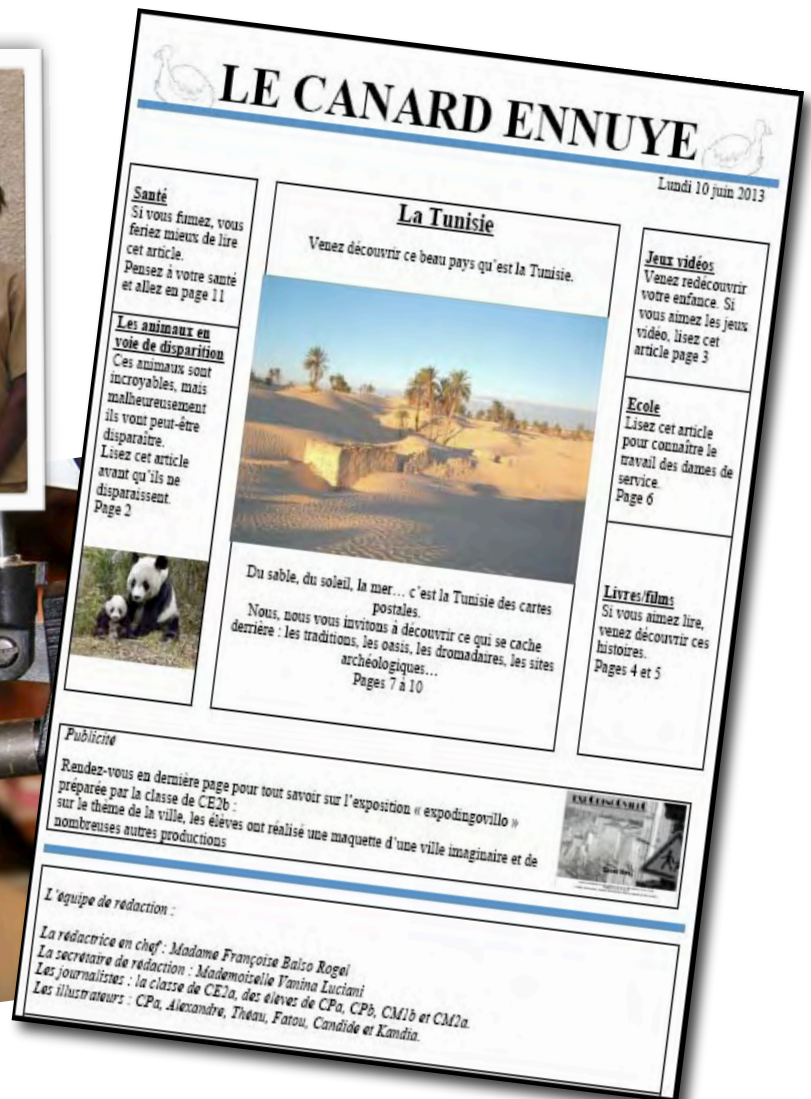 LE CANARD ENNUYE
Lundi 10 juin 2013
Santé
Si vous fumez, vous
feriez mieux de lire
cet article.
Pensez à votre santé
et allez en page 11
Les animaux en
voie de disparition
Ces animaux sont
incroyables, mais
malheureusement
ils vont peut-être
disparaître.
Lisez cet article
avant qu'ils ne
disparaissent.
Page 2
La Tunisie
Venez découvrir ce beau pays qu'est la Tunisie.
Du sable, du soleil, la mer… c'est la Tunisie des cartes
postales.
Nous, nous vous invitons à découvrir ce qui se cache
derrière : les traditions, les oasis, les dromadaires, les sites
archéologiques…
Pages 7 à 10
Jeux vidéos
Venez redécouvrir
votre enfance. Si
vous aimez les jeux
vidéo, lisez cet
article page 3
Ecole
Lisez cet article
pour connaître le
travail des dames de
service.
Page 6
Livres/films
Si vous aimez lire,
venez découvrir ces
histoires.
Pages 4 et 5
Publicité
Rendez-vous en dernière page pour tout savoir sur l'exposition « expodingovillo »
préparée par la classe de CE2b :
sur le thème de la ville, les élèves ont réalisé une maquette d'une ville imaginaire et de
nombreuses autres productions
L'équipe de rédaction :
La rédactrice en chef : Madame Françoise Balso Rogel
La secrétaire de rédaction : Mademoiselle Vanina Luciani
Les journalistes : la classe de CE2a, des élèves de CPa, CPb, CM1b et CM2a.
Les illustrateurs : CPa, Alexandre, Théau, Fatou, Candide et Kandia.